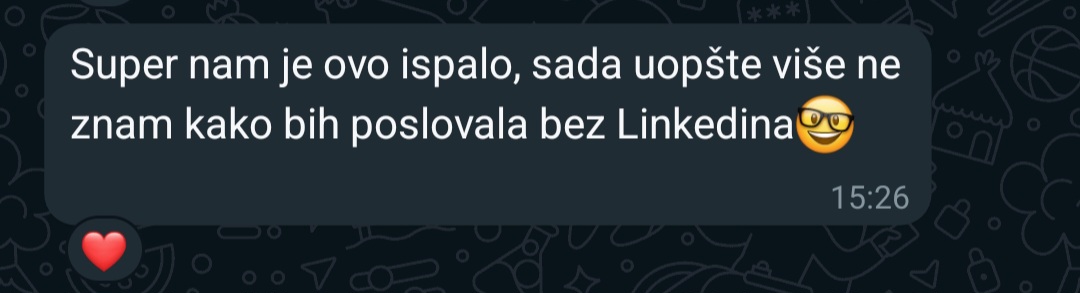 Super nam je ovo ispalo, sada uopšte više ne
znam kako bih poslovala bez Linkedina🤓
15:26